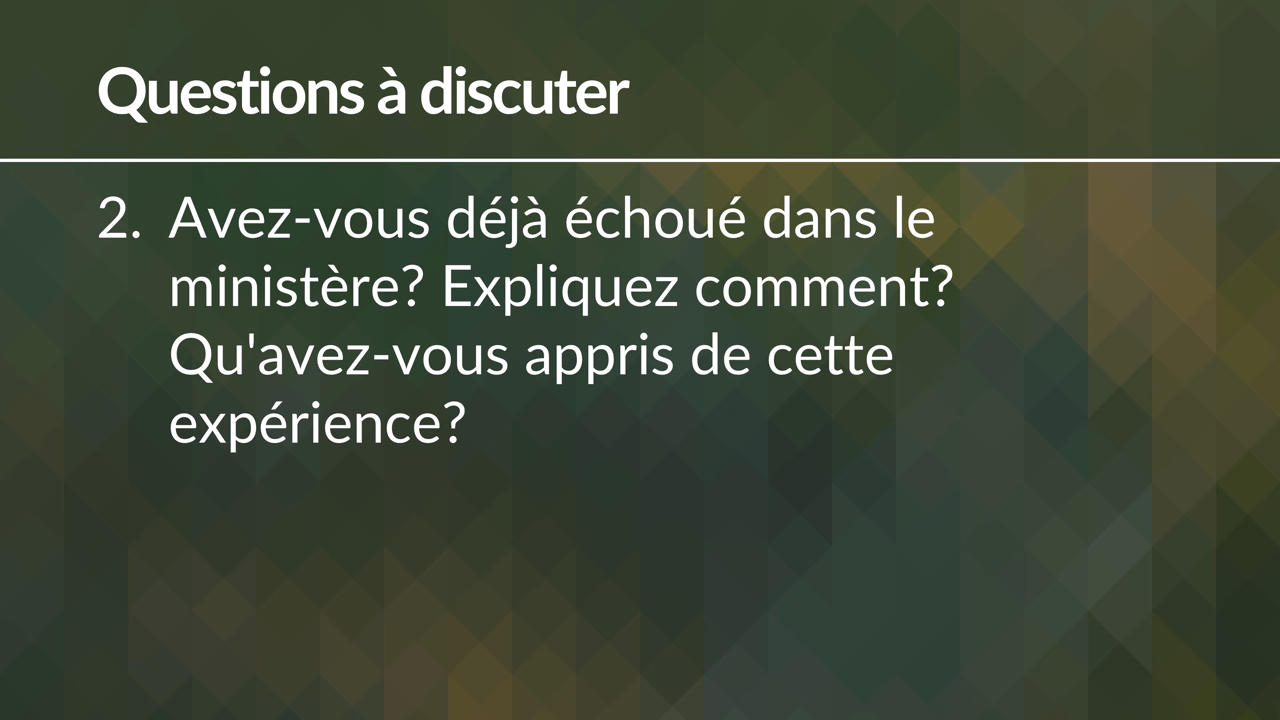 Questions à discuter
2. Avez-vous déjà échoué dans le
ministère? Expliquez comment?
Qu'avez-vous appris de cette
expérience?